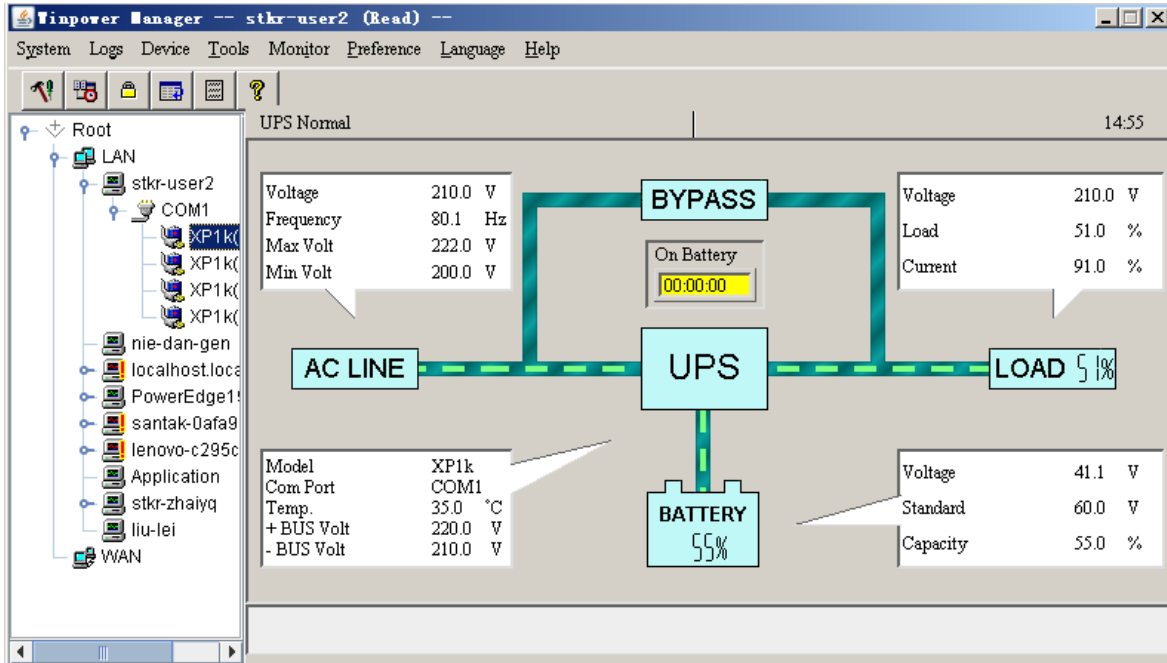 Winpower Manager -- stkr-user2 (Read) --
System Logs Device Tools Monitor Preference Language Help
UPS Normal 14:55
Root
LAN
stkr-user2
COM1
XP1k(
XP1k(
XP1k(
XP1k(
nie-dan-gen
localhost.loca
PowerEdge1
santak-0afa9
lenovo-c295c
Application
stkr-zhaiyq
liu-lei
WAN
Voltage 210.0 V
Frequency 80.1 Hz
Max Volt 222.0 V
Min Volt 200.0 V
BYPASS
On Battery
00:00:00
Voltage 210.0 V
Load 51.0 %
Current 91.0 %
AC LINE
UPS
LOAD 51%
Model XP1k
Com Port COM1
Temp. 35.0 °C
+ BUS Volt 220.0 V
- BUS Volt 210.0 V
BATTERY
55%
Voltage 41.1 V
Standard 60.0 V
Capacity 55.0 %